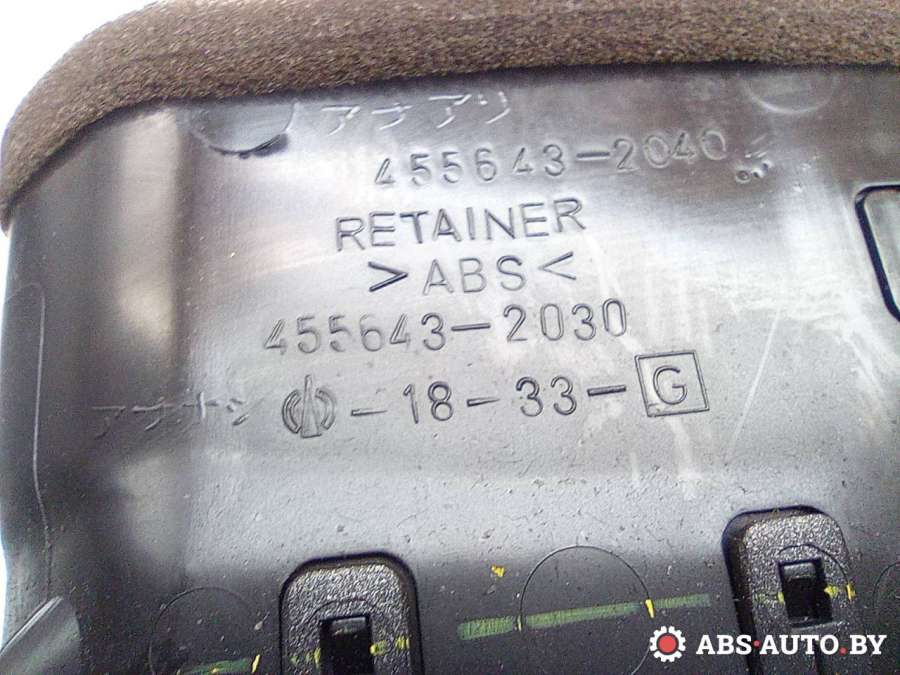 アナアリ
455643-2040
RETAINER
>ABS<
455643-2030
アナナシ -18-33-G
ABS-AUTO.BY